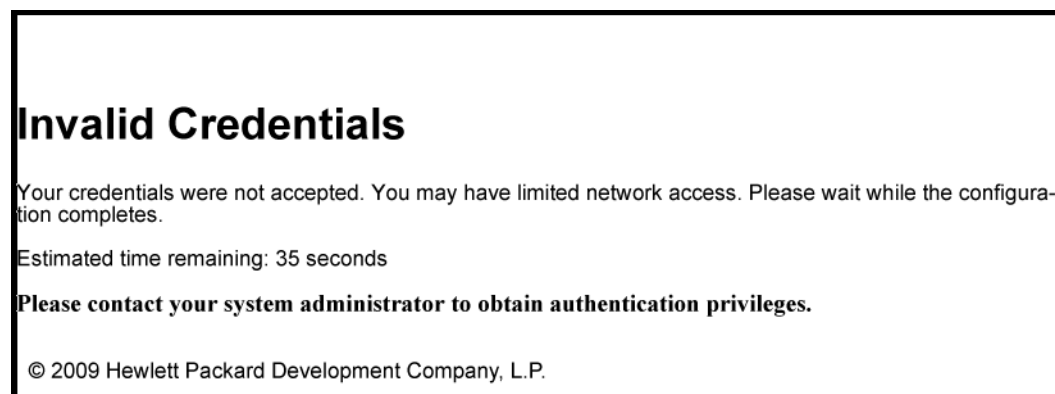 Invalid Credentials
Your credentials were not accepted. You may have limited network access. Please wait while the configura-
tion completes.
Estimated time remaining: 35 seconds
Please contact your system administrator to obtain authentication privileges.
© 2009 Hewlett Packard Development Company, L.P.